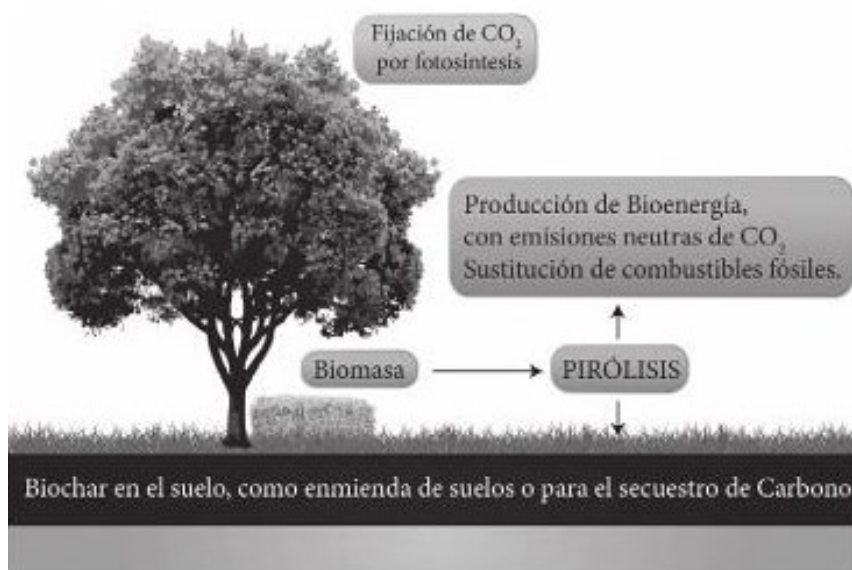 Fijación de CO₂
por fotosíntesis
Producción de Bioenergía,
con emisiones neutras de CO₂
Sustitución de combustibles fósiles.
Biomasa
PIRÓLISIS
Biochar en el suelo, como enmienda de suelos o para el secuestro de Carbono